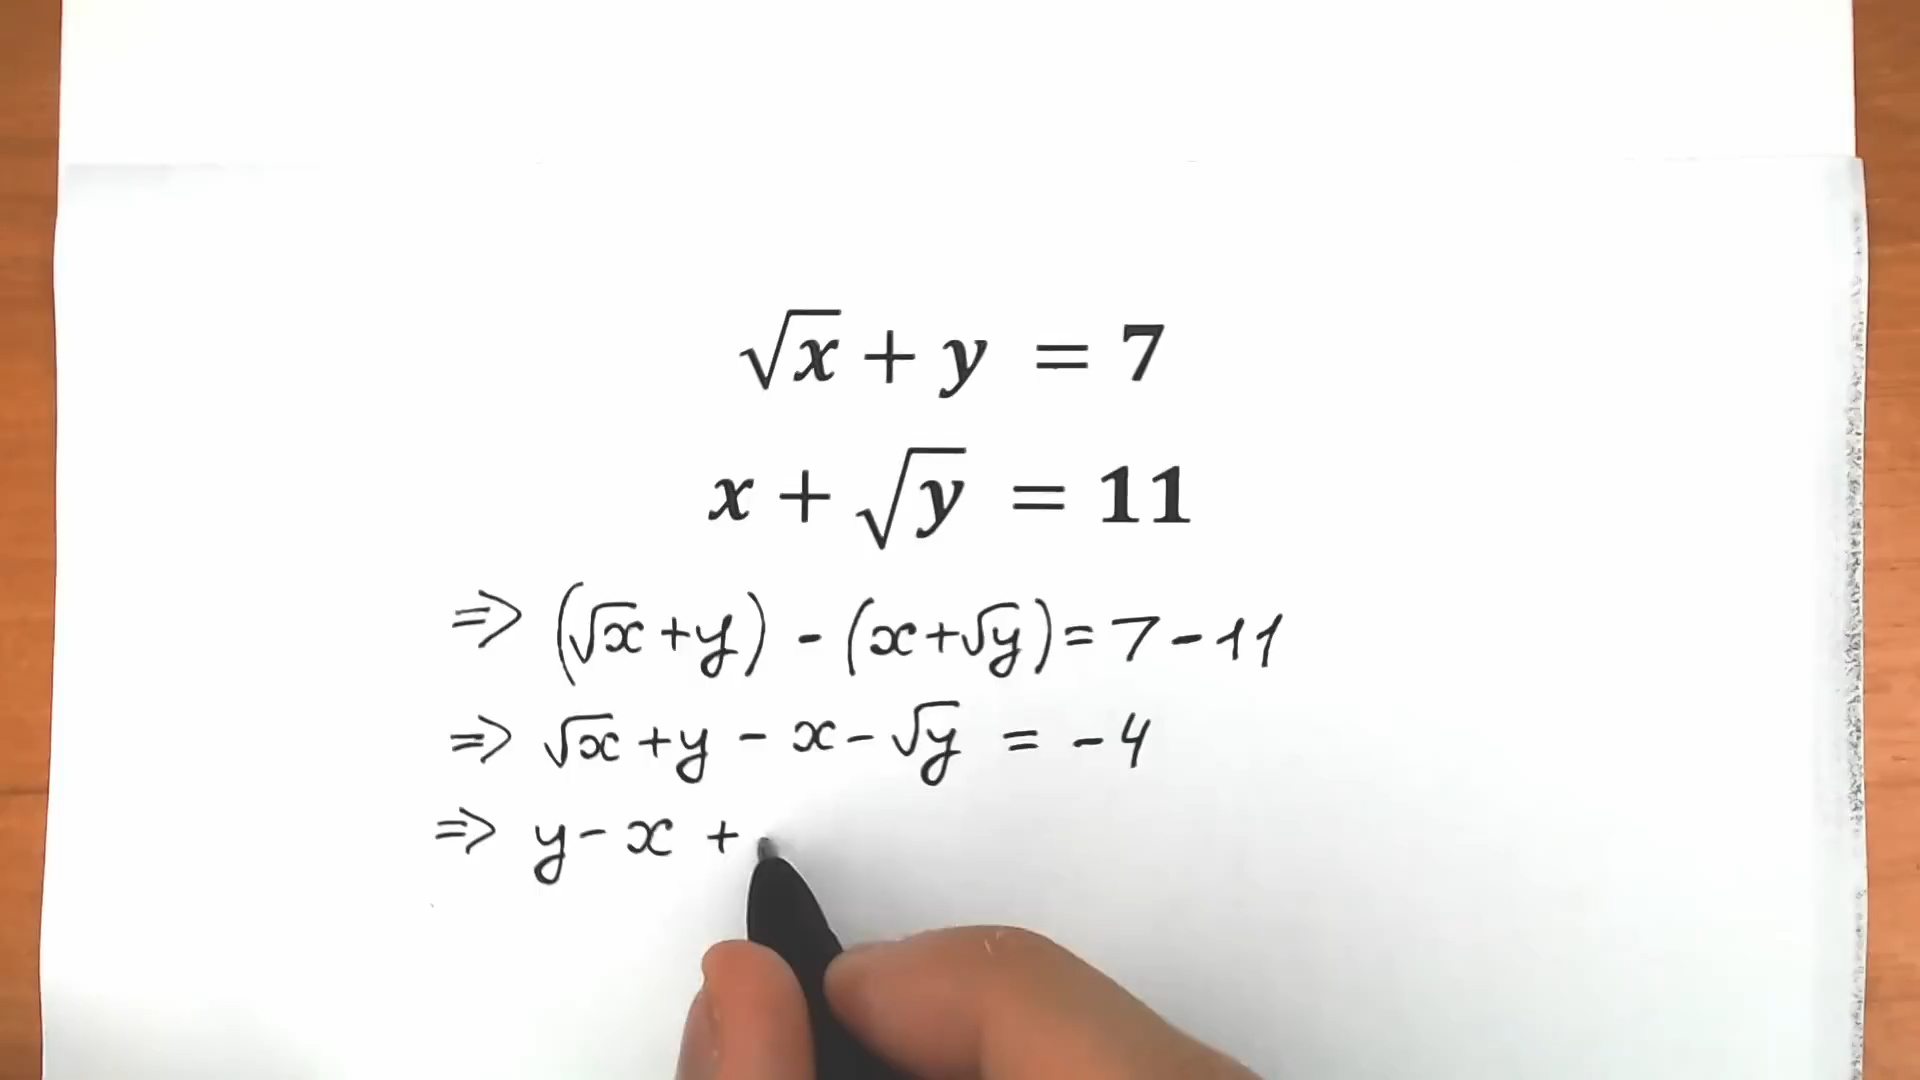 √x + y = 7
x + √y = 11
=> (√x + y) - (x + √y) = 7 - 11
=> √x + y - x - √y = - 4
=> y - x +